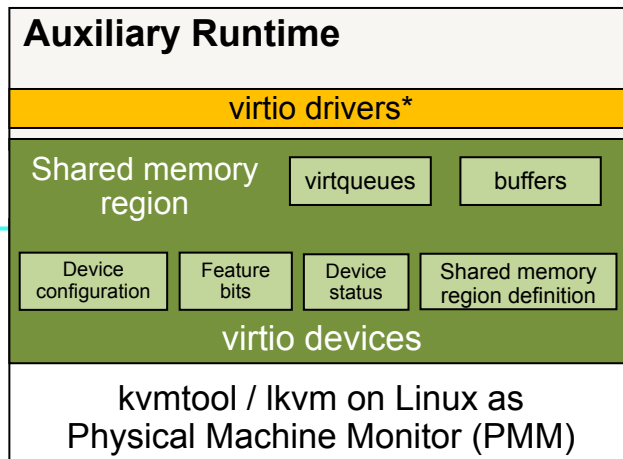 Auxiliary Runtime
virtio drivers*
Shared memory
region
virtqueues
buffers
Device
configuration
Feature
bits
Device
status
Shared memory
region definition
virtio devices
kvmtool / lkvm on Linux as
Physical Machine Monitor (PMM)